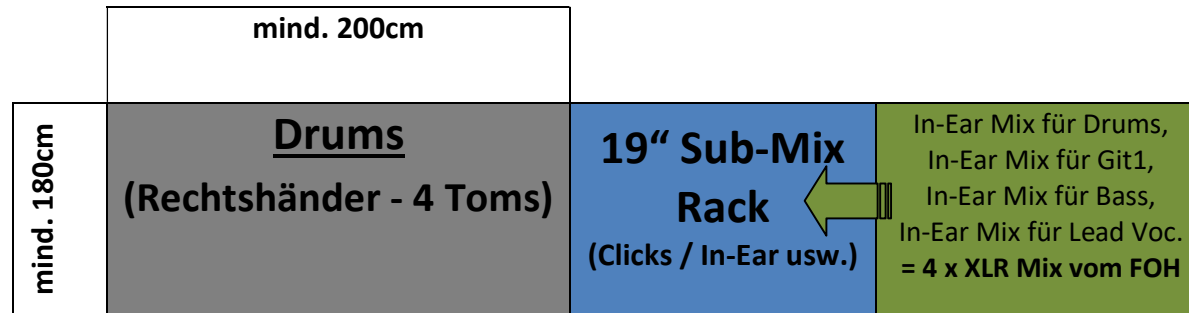 mind. 200cm
mind. 180cm
Drums
(Rechtshänder - 4 Toms)
19“ Sub-Mix
Rack
(Clicks / In-Ear usw.)
In-Ear Mix für Drums,
In-Ear Mix für Git1,
In-Ear Mix für Bass,
In-Ear Mix für Lead Voc.
= 4 x XLR Mix vom FOH